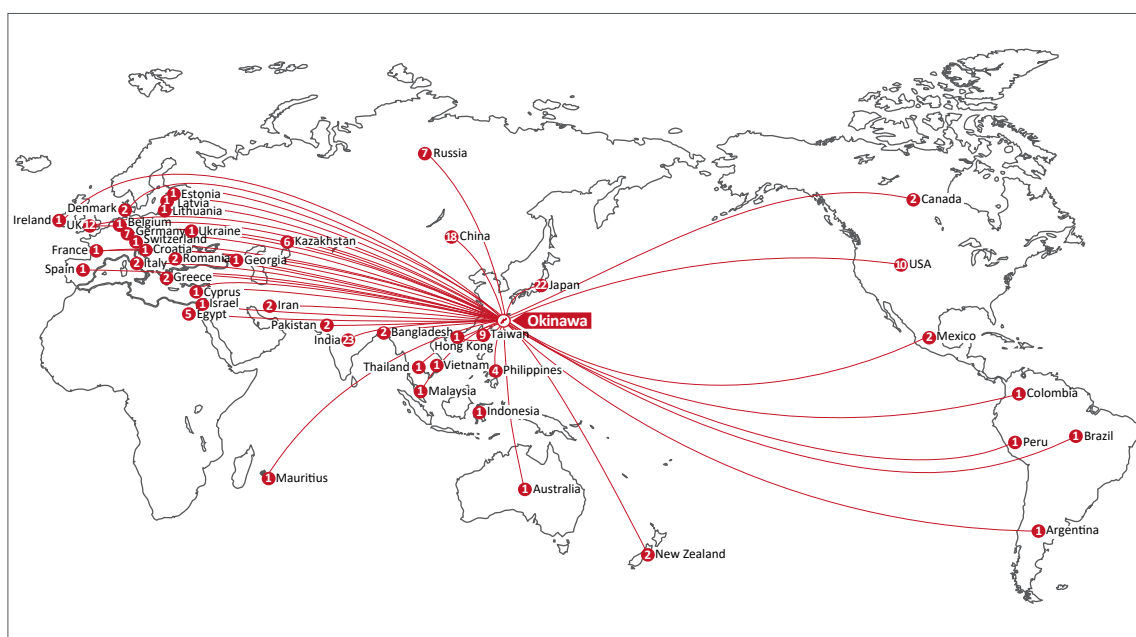 7 Russia
1 Estonia
1 Latvia
Denmark 2
1 Lithuania
Ireland 1
UK 12
1 Belgium
7 Germany
1 Ukraine
1 Switzerland
18 China
6 Kazakhstan
France 1
1 Croatia
2 Romania
1 Georgia
2 Italy
Spain 1
2 Greece
1 Cyprus
1 Israel
2 Iran
5 Egypt
22 Japan
Okinawa
Pakistan 2
India 23
2 Bangladesh
1
Hong Kong
9 Taiwan
Thailand 1
1 Vietnam
4 Philippines
1 Malaysia
1 Indonesia
1 Mauritius
1 Australia
2 New Zealand
2 Canada
10 USA
2 Mexico
1 Colombia
1 Peru
1 Brazil
1 Argentina